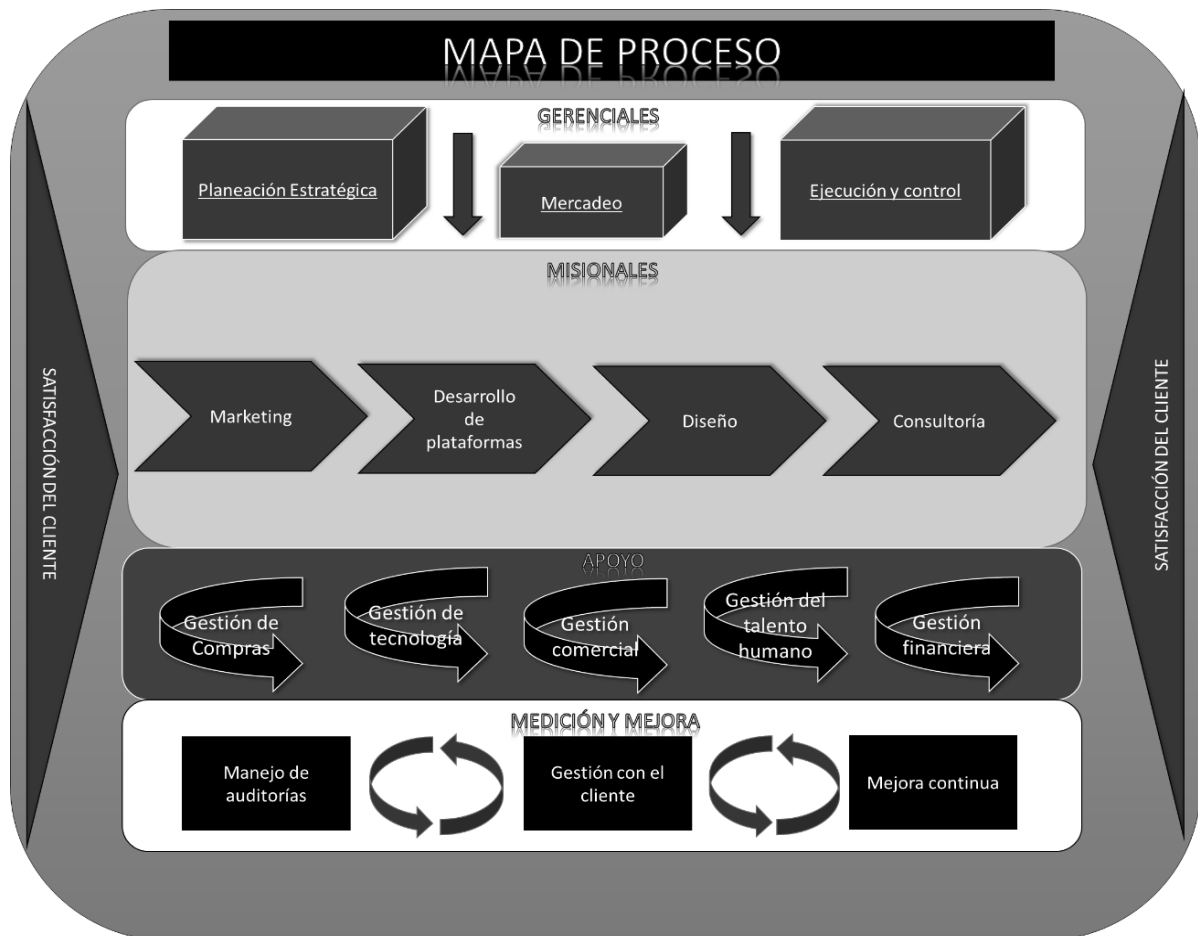 MAPA DE PROCESO
GERENCIALES
Planeación Estratégica
Mercadeo
Ejecución y control
MISIONALES
Marketing
Desarrollo
de
plataformas
Diseño
Consultoría
SATISFACCIÓN DEL CLIENTE
SATISFACCIÓN DEL CLIENTE
APOYO
Gestión de
Compras
Gestión de
tecnología
Gestión
comercial
Gestión del
talento
humano
Gestión
financiera
MEDICIÓN Y MEJORA
Manejo de
auditorías
Gestión con el
cliente
Mejora continua